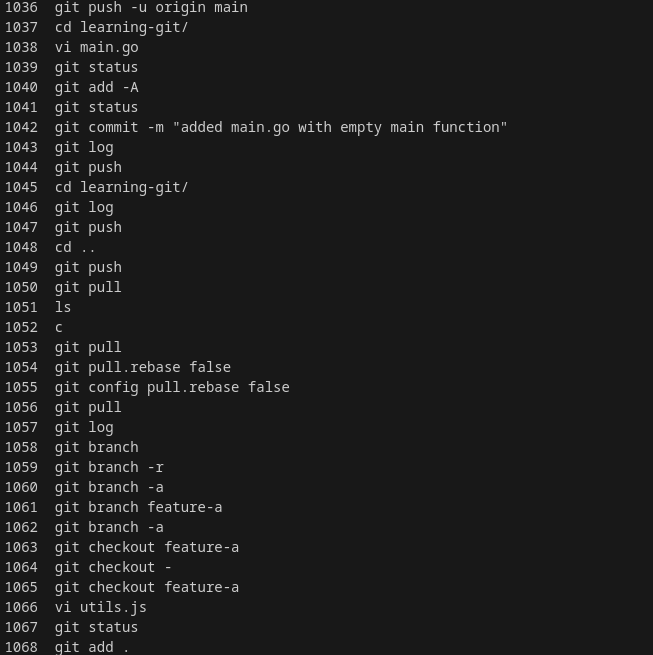 1036 git push -u origin main
1037 cd learning-git/
1038 vi main.go
1039 git status
1040 git add -A
1041 git status
1042 git commit -m "added main.go with empty main function"
1043 git log
1044 git push
1045 cd learning-git/
1046 git log
1047 git push
1048 cd ..
1049 git push
1050 git pull
1051 ls
1052 c
1053 git pull
1054 git pull.rebase false
1055 git config pull.rebase false
1056 git pull
1057 git log
1058 git branch
1059 git branch -r
1060 git branch -a
1061 git branch feature-a
1062 git branch -a
1063 git checkout feature-a
1064 git checkout -
1065 git checkout feature-a
1066 vi utils.js
1067 git status
1068 git add .